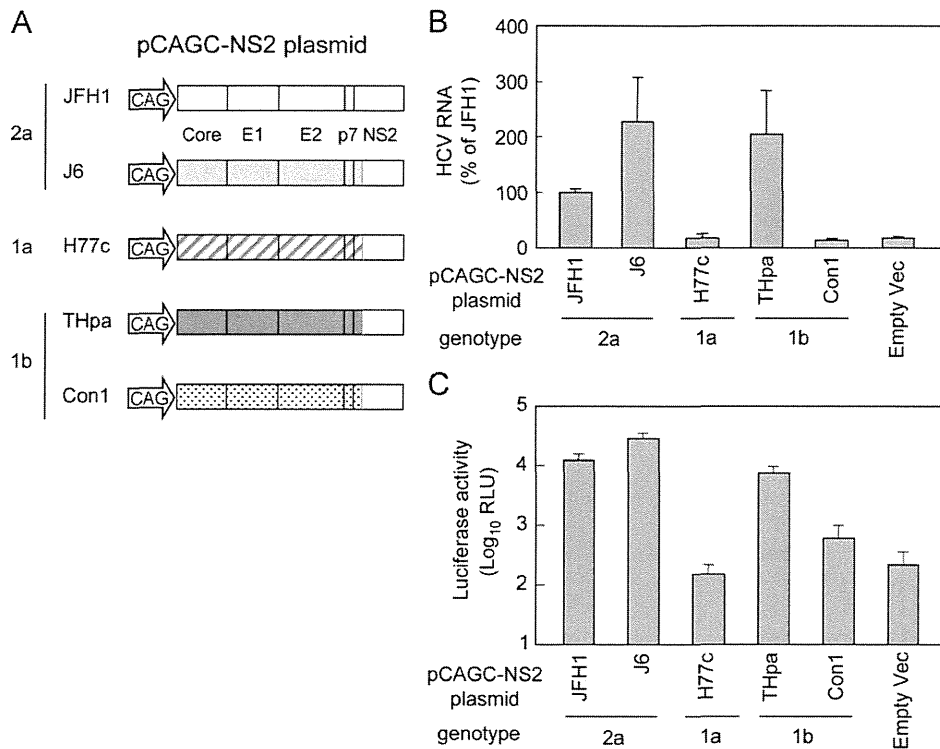 A
pCAGC-NS2 plasmid
2a
JFH1
CAG
Core E1 E2 p7 NS2
J6
CAG
1a
H77c
CAG
1b
THpa
CAG
Con1
CAG
B
HCV RNA
(% of JFH1)
400
300
200
100
0
pCAGC-NS2
plasmid
JFH1
J6
H77c
THpa
Con1
Empty Vec
genotype
2a
1a
1b
C
Luciferase activity
(Log10 RLU)
5
4
3
2
1
pCAGC-NS2
plasmid
JFH1
J6
H77c
THpa
Con1
Empty Vec
genotype
2a
1a
1b